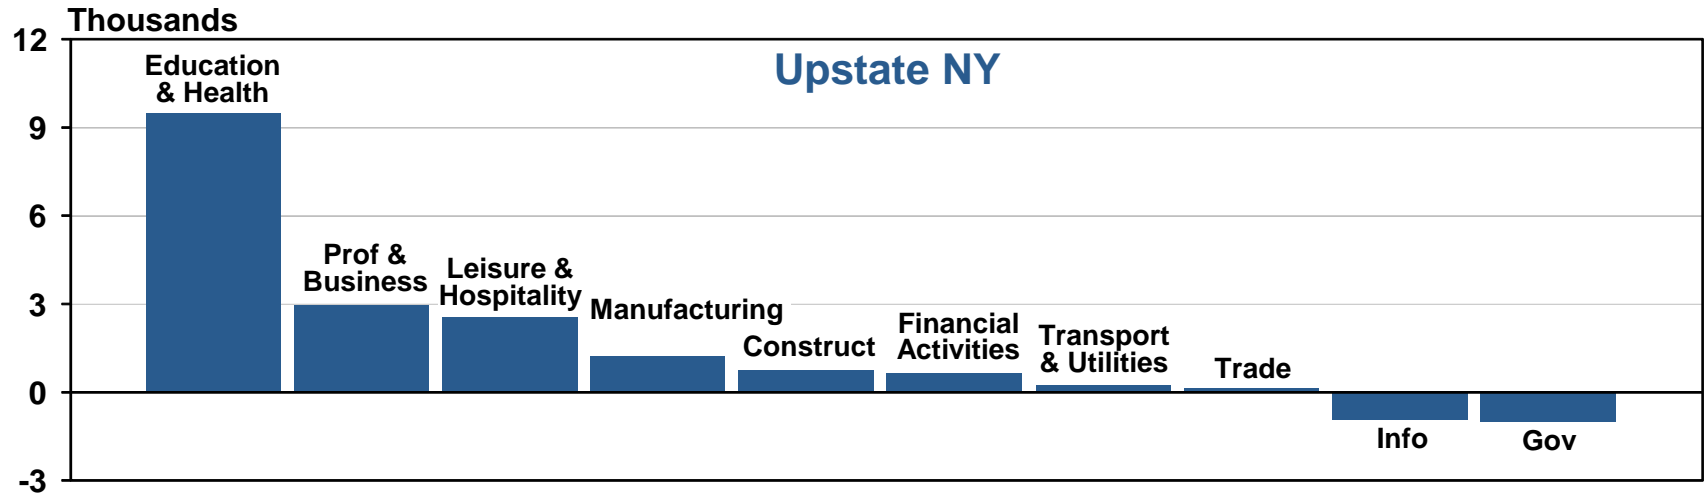 Thousands
Upstate NY
12
9
6
3
0
-3
Education
& Health
Prof &
Business
Leisure &
Hospitality
Manufacturing
Construct
Financial
Activities
Transport
& Utilities
Trade
Info
Gov